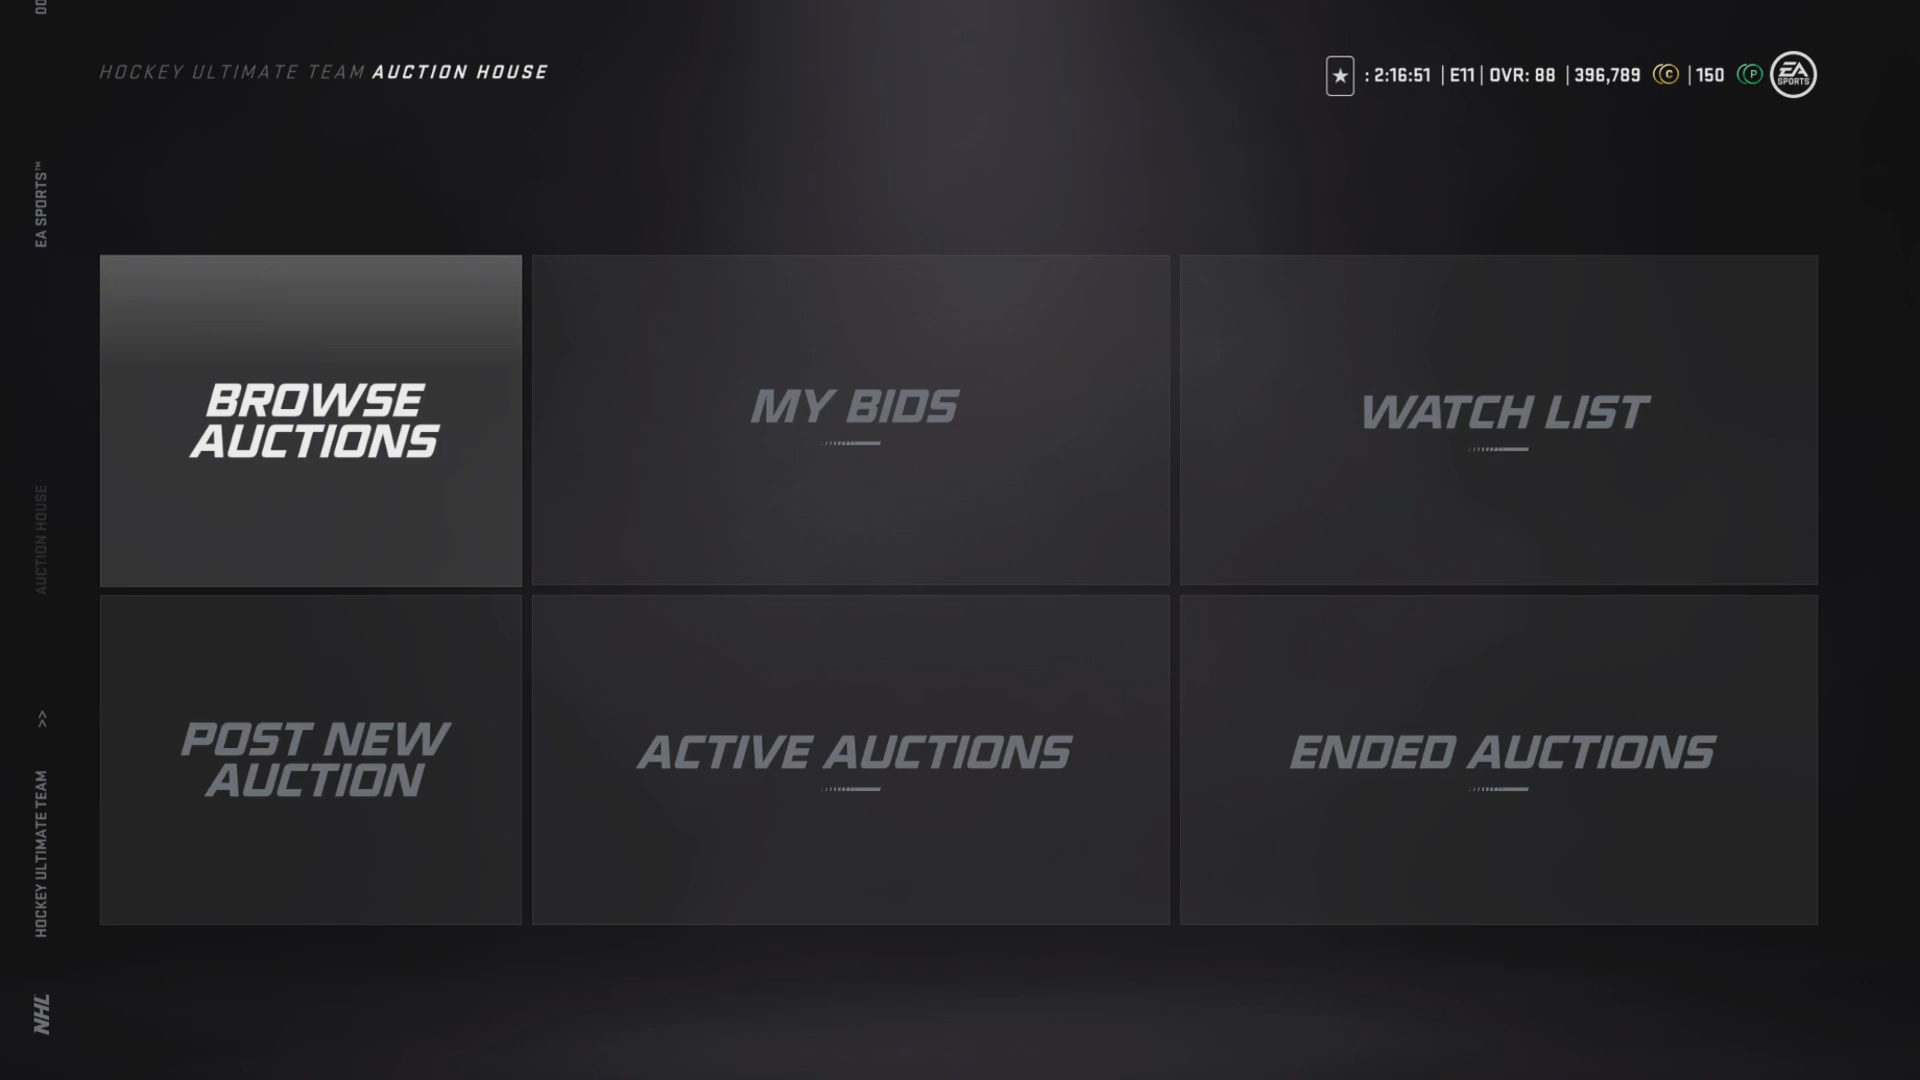 HOCKEY ULTIMATE TEAM AUCTION HOUSE
★ : 2:16:51 | E11 | OVR: 88 | 396,789 C | 150 P EA SPORTS
BROWSE
AUCTIONS
MY BIDS
WATCH LIST
POST NEW
AUCTION
ACTIVE AUCTIONS
ENDED AUCTIONS
NHL
HOCKEY ULTIMATE TEAM
>>
AUCTION HOUSE
EA SPORTS™